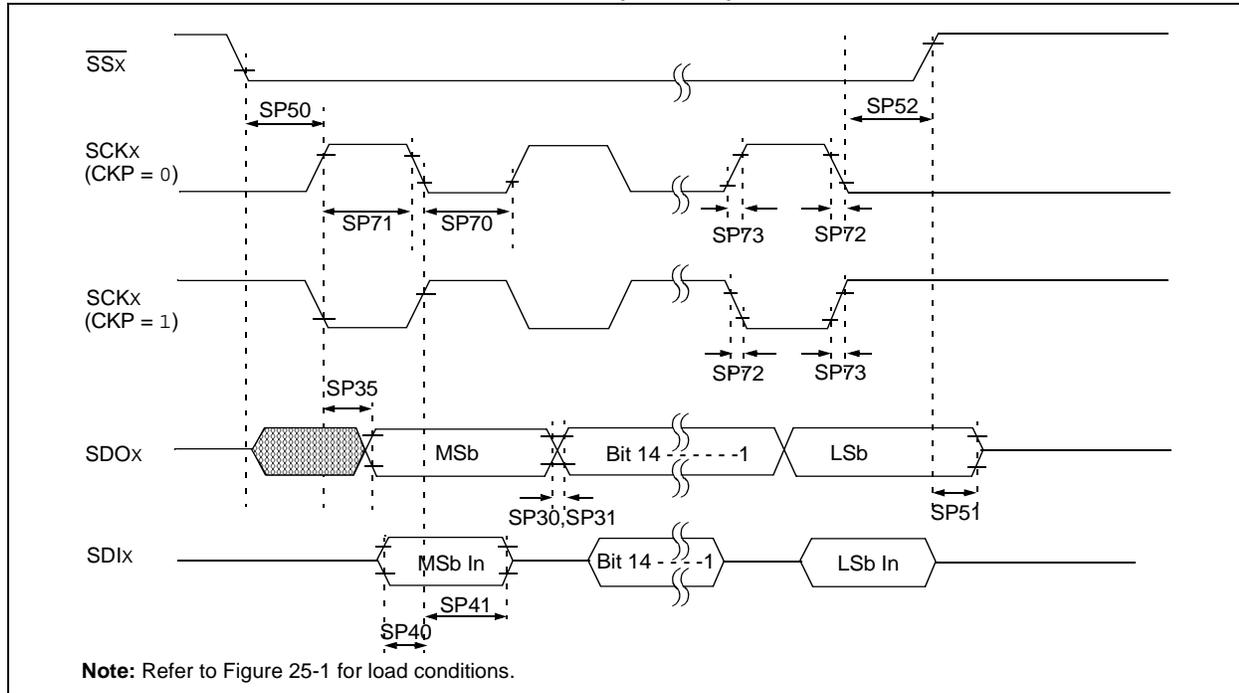 SSx
SP50
SP52
SCKx
(CKP = 0)
SP71
SP70
SP73
SP72
SCKx
(CKP = 1)
SP72
SP73
SP35
SDOx
MSb
Bit 14 - - - - - -1
LSb
SP30,SP31
SP51
SDIx
MSb In
Bit 14 - - - -1
LSb In
SP41
SP40
Note: Refer to Figure 25-1 for load conditions.